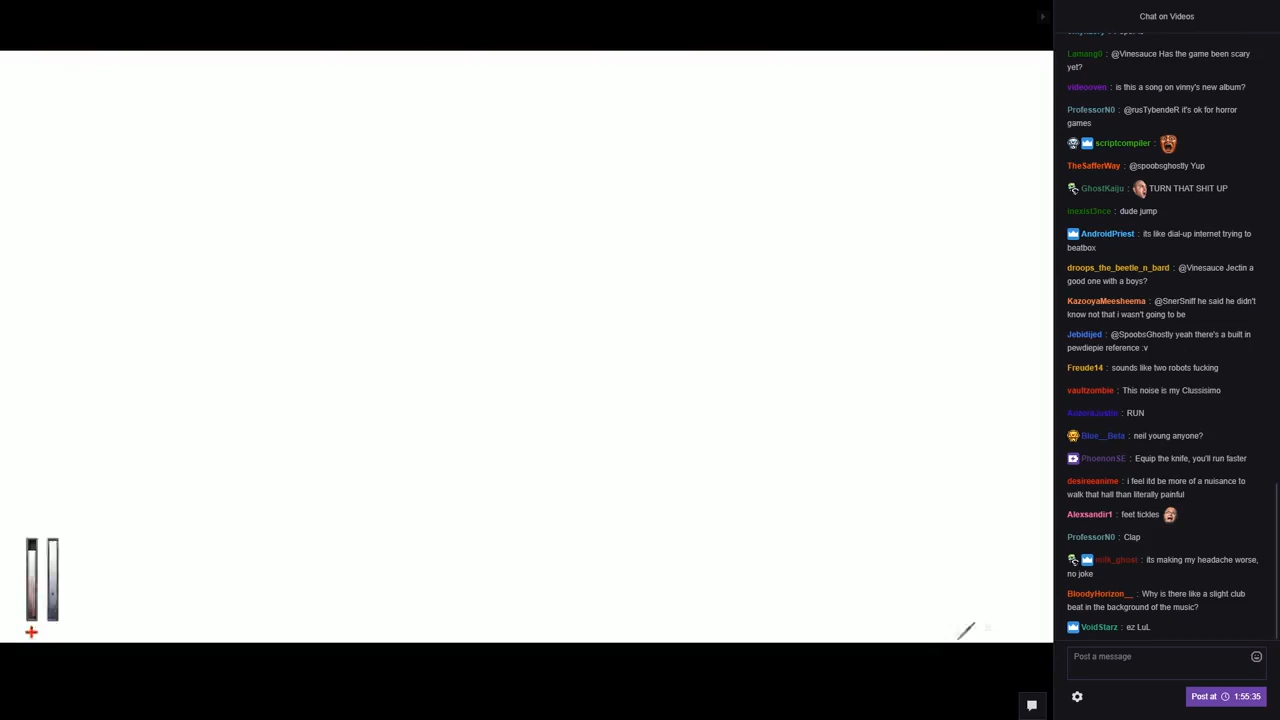 Chat on Videos
Lamang0 : @Vinesauce Has the game been scary
yet?
videooven : is this a song on vinny's new album?
ProfessorN0 : @rusTybendeR it's ok for horror
games
scriptcompiler :
TheSafferWay : @spoobsghostly Yup
GhostKaiju : TURN THAT SHIT UP
inexist3nce : dude jump
AndroidPriest : its like dial-up internet trying to
beatbox
droops_the_beetle_n_bard : @Vinesauce Jectin a
good one with a boys?
KazooyaMeesheema : @SnerSniff he said he didn't
know not that i wasn't going to be
Jebidijed : @SpoobsGhostly yeah there's a built in
pewdiepie reference :v
Freude14 : sounds like two robots fucking
vaultzombie : This noise is my Clussisimo
: RUN
Blue__Beta : neil young anyone?
PhoenonSE : Equip the knife, you'll run faster
desireeanime : i feel itd be more of a nuisance to
walk that hall than literally painful
Alexsandir1 : feet tickles
ProfessorN0 : Clap
milk_ghost : its making my headache worse,
no joke
BloodyHorizon__ : Why is there like a slight club
beat in the background of the music?
VoidStarz : ez LuL
Post a message
Post at 1:55:35